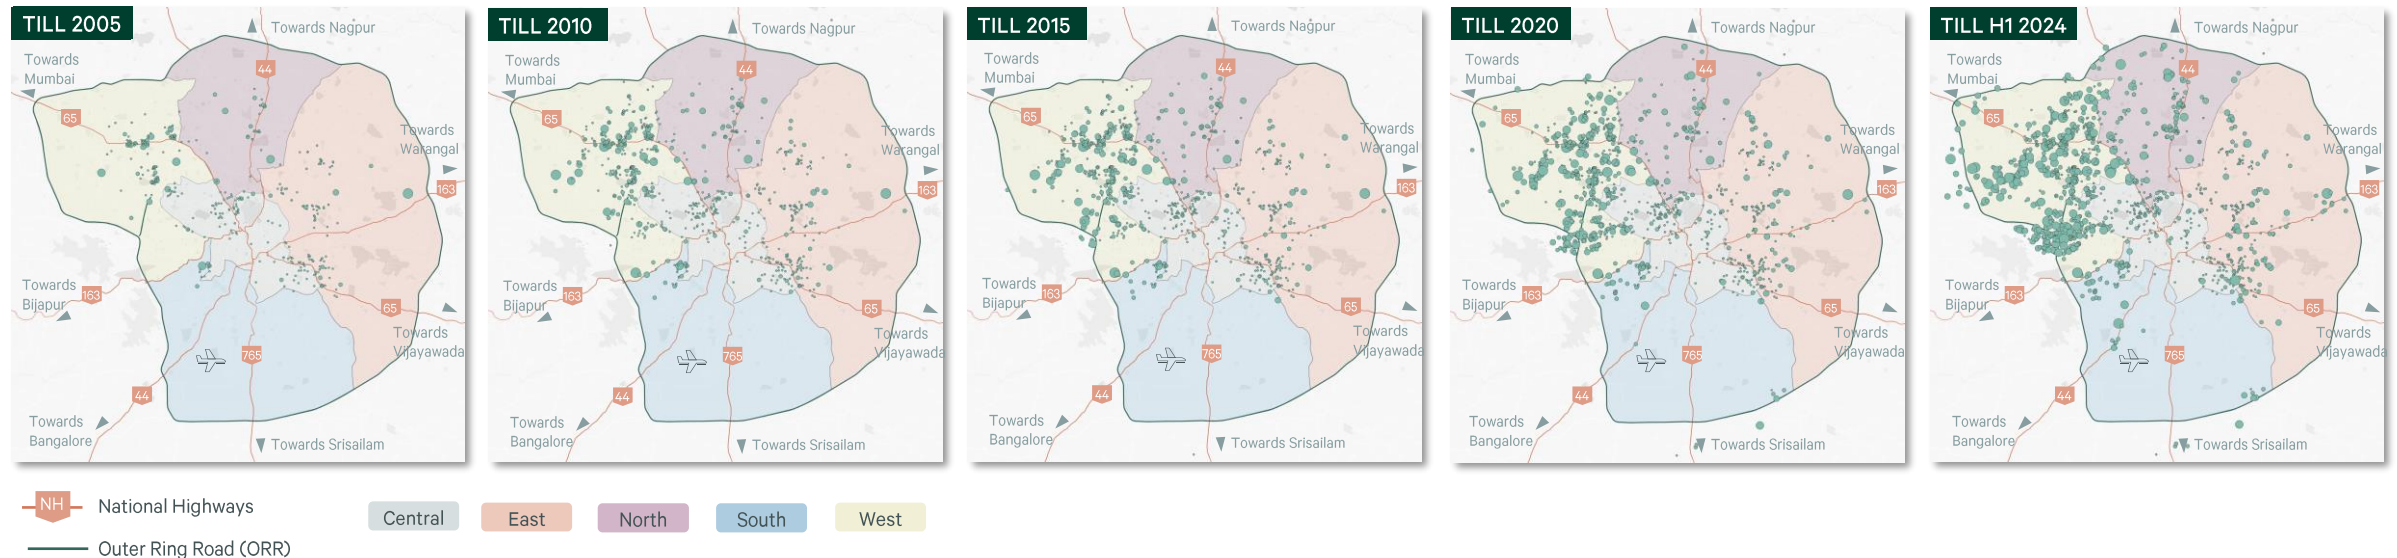 TILL 2005
Towards Nagpur
Towards
Mumbai
44
65
Towards
Warangal
163
Towards
Bijapur
163
65
Towards
Vijayawada
765
44
Towards
Bangalore
Towards Srisailam
TILL 2010
Towards Nagpur
Towards
Mumbai
44
65
Towards
Warangal
163
Towards
Bijapur
163
65
Towards
Vijayawada
765
44
Towards
Bangalore
Towards Srisailam
TILL 2015
Towards Nagpur
Towards
Mumbai
44
65
Towards
Warangal
163
Towards
Bijapur
163
65
Towards
Vijayawada
765
44
Towards
Bangalore
Towards Srisailam
TILL 2020
Towards Nagpur
Towards
Mumbai
44
65
Towards
Warangal
163
Towards
Bijapur
163
65
Towards
Vijayawada
765
44
Towards
Bangalore
Towards Srisailam
TILL H1 2024
Towards Nagpur
Towards
Mumbai
44
65
Towards
Warangal
163
Towards
Bijapur
163
65
Towards
Vijayawada
765
44
Towards
Bangalore
Towards Srisailam
NH National Highways
Central East North South West
Outer Ring Road (ORR)